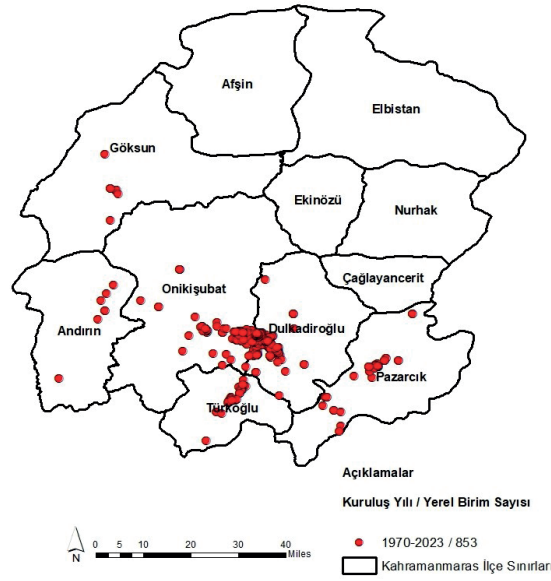 Afşin
Elbistan
Göksun
Ekinözü
Nurhak
Çağlayancerit
Onikişubat
Dulkadiroğlu
Andırın
Pazarcık
Türkoğlu
Açıklamalar
Kuruluş Yılı / Yerel Birim Sayısı
1970-2023 / 853
Kahramanmaras İlçe Sınırları
N
0 5 10 20 30 40
Miles